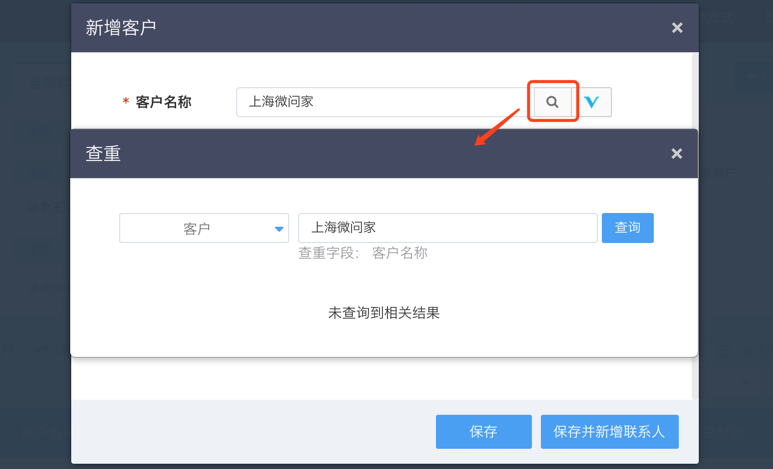 新增客户
×
* 客户名称
上海微问家
查重
×
客户
上海微问家
查询
查重字段： 客户名称
未查询到相关结果
保存
保存并新增联系人